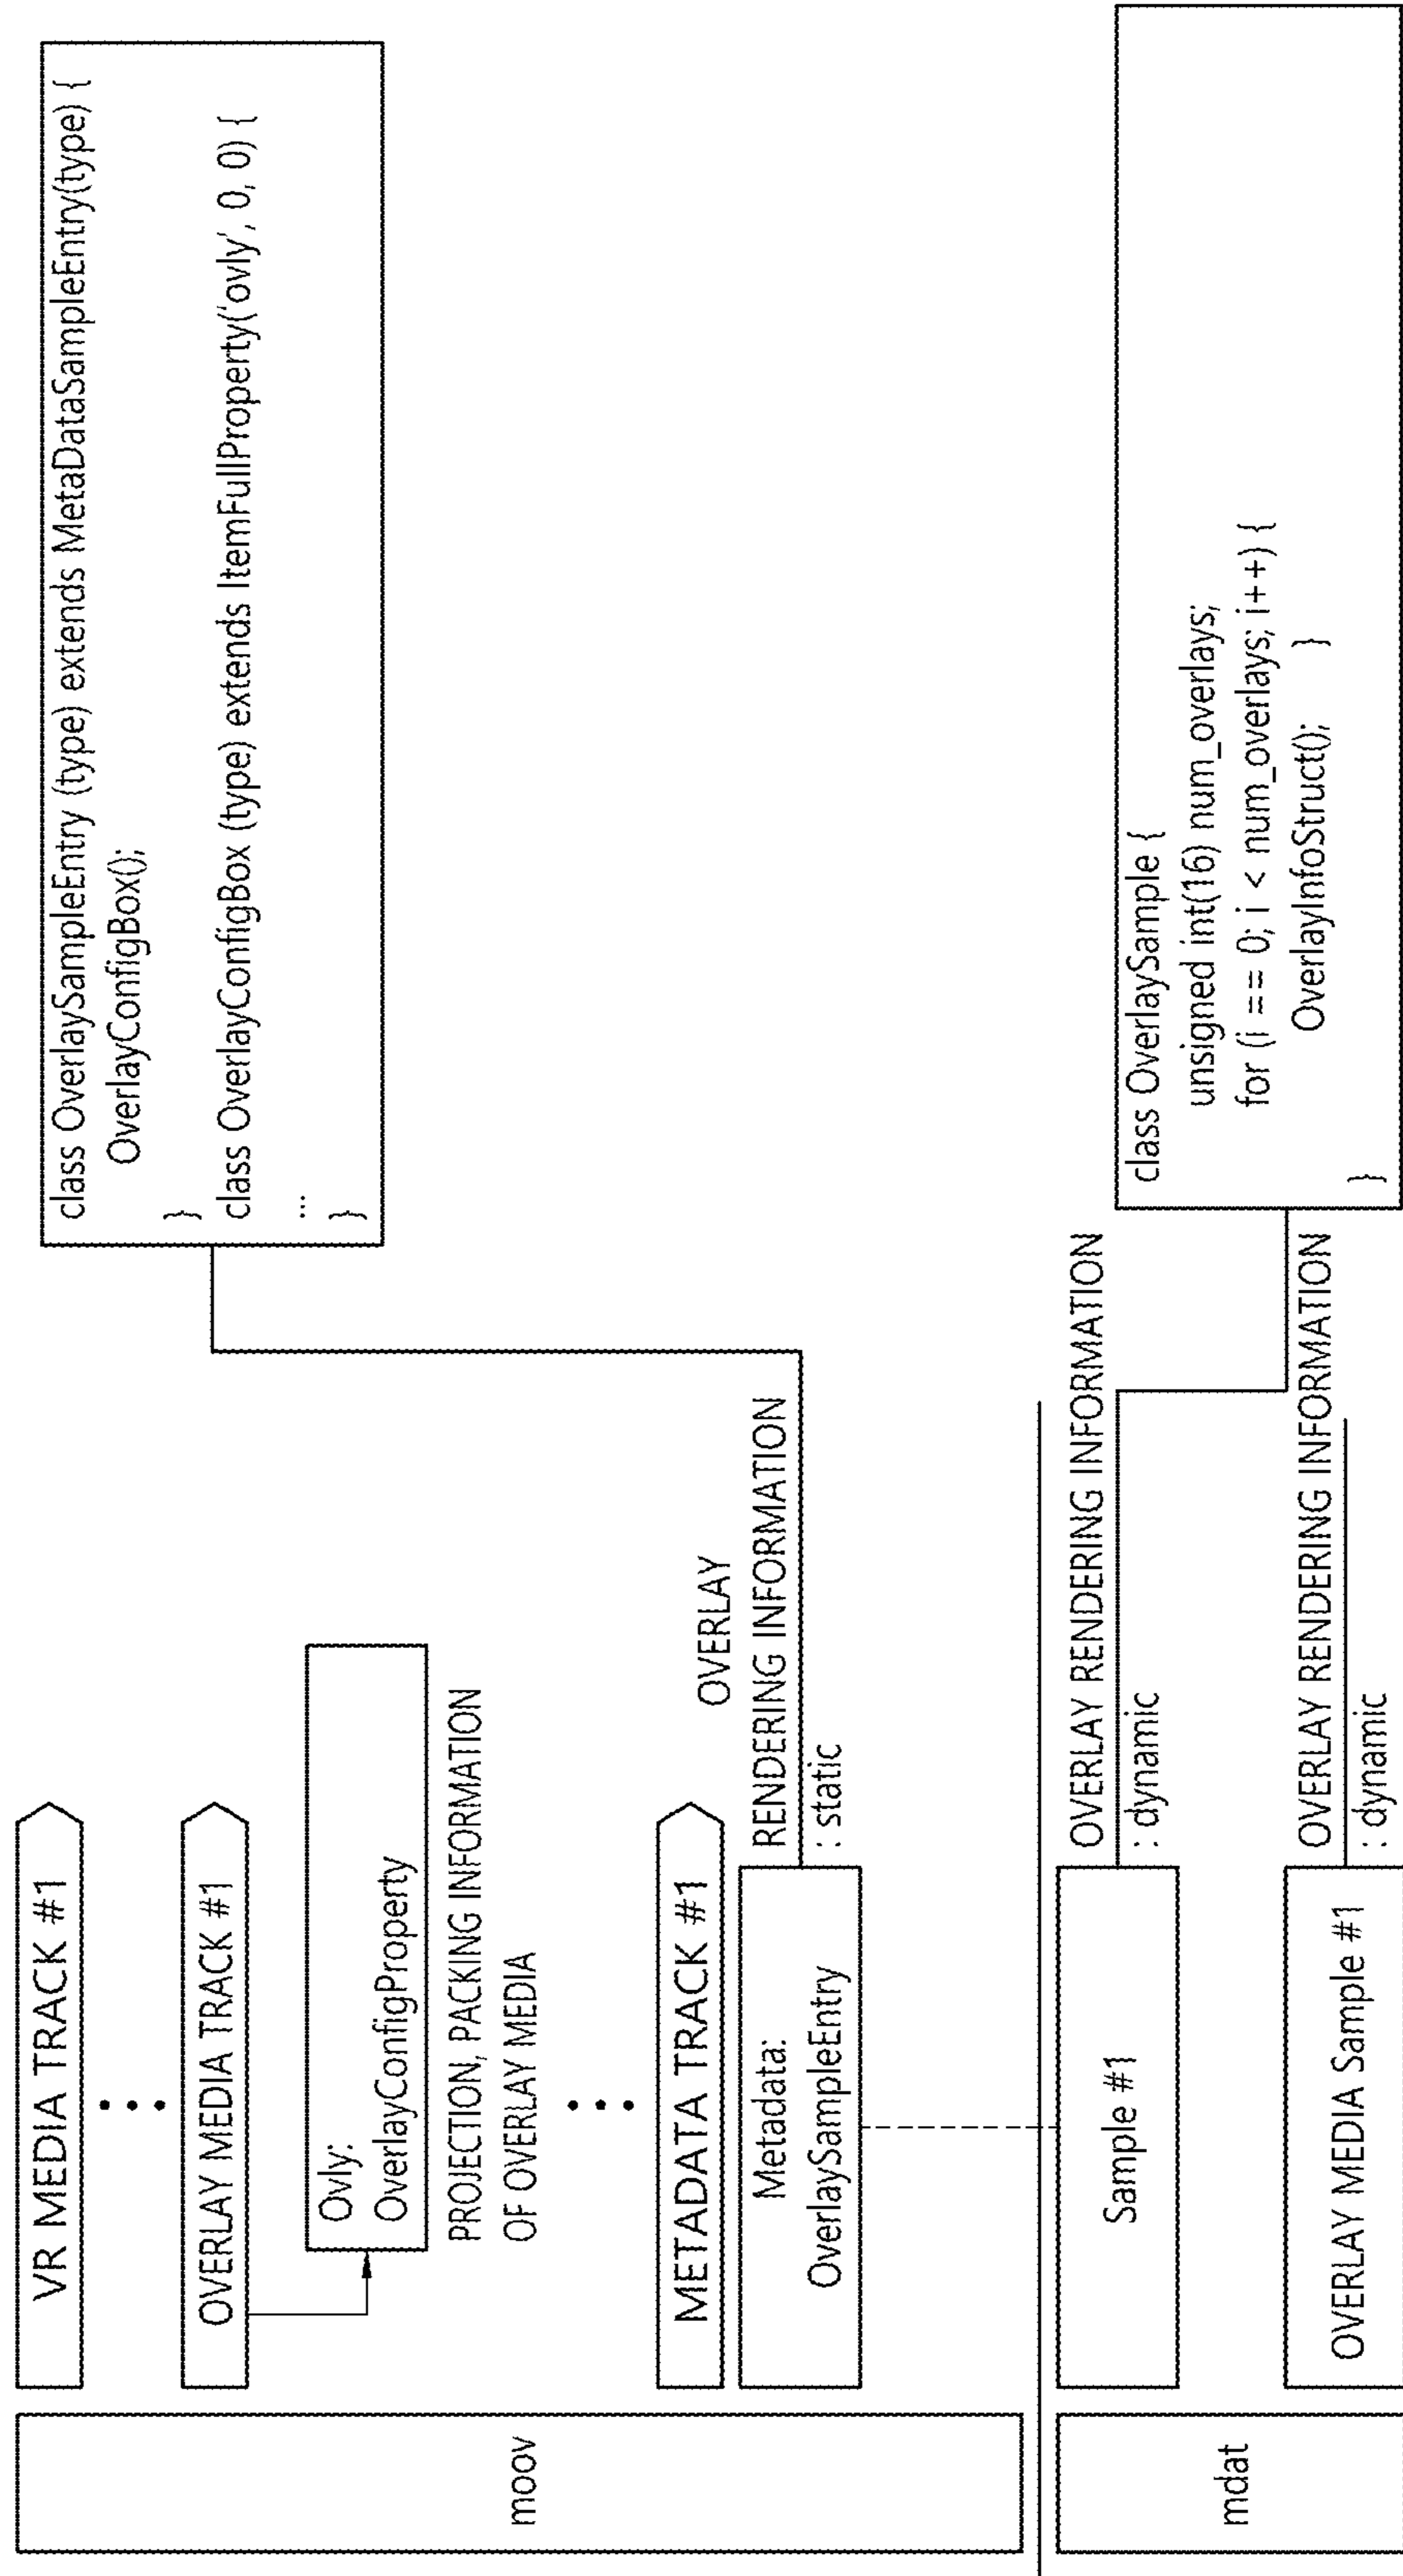 moov
VR MEDIA TRACK #1
OVERLAY MEDIA TRACK #1
Ovly:
OverlayConfigProperty
PROJECTION, PACKING INFORMATION
OF OVERLAY MEDIA
METADATA TRACK #1
Metadata:
OverlaySampleEntry
OVERLAY
RENDERING INFORMATION
: static
class OverlaySampleEntry (type) extends MetaDataSampleEntry(type) {
OverlayConfigBox();
}
class OverlayConfigBox (type) extends ItemFullProperty('ovly', 0, 0) {
...
}
mdat
Sample #1
OVERLAY RENDERING INFORMATION
: dynamic
OVERLAY MEDIA Sample #1
OVERLAY RENDERING INFORMATION
: dynamic
class OverlaySample {
unsigned int(16) num_overlays;
for (i == 0; i < num_overlays; i++) {
OverlayInfoStruct(); }
}